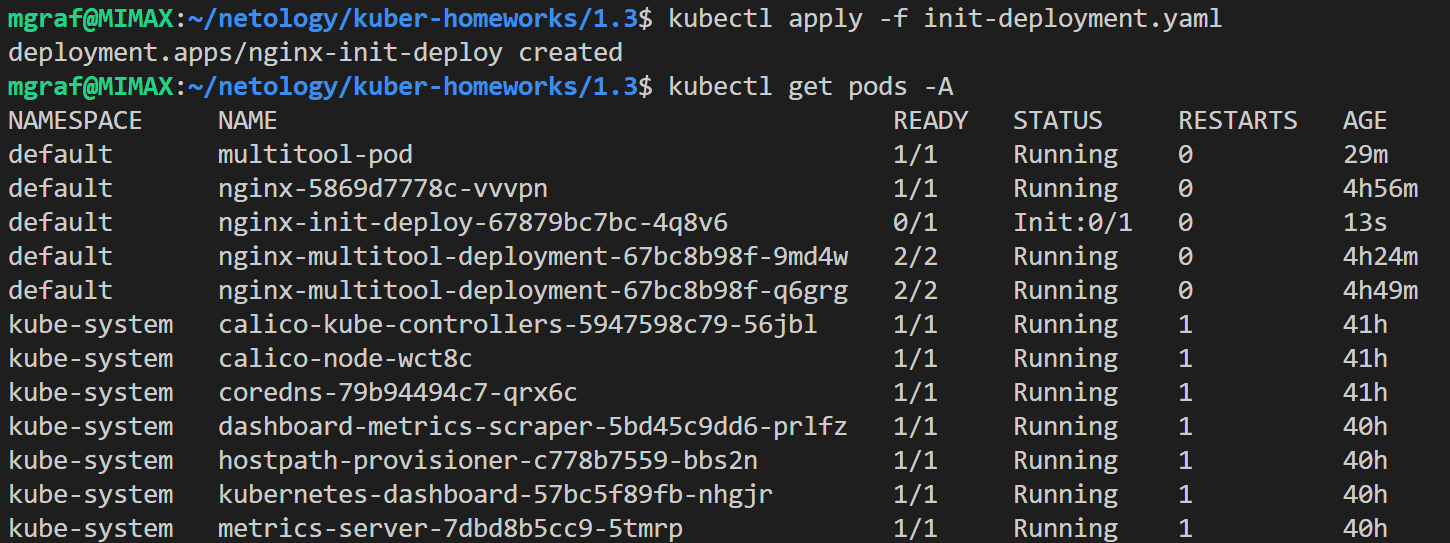 mgraf@MIMAX:~/netology/kuber-homeworks/1.3$ kubectl apply -f init-deployment.yaml
deployment.apps/nginx-init-deploy created
mgraf@MIMAX:~/netology/kuber-homeworks/1.3$ kubectl get pods -A
NAMESPACE     NAME                                         READY   STATUS     RESTARTS   AGE
default       multitool-pod                                1/1     Running    0          29m
default       nginx-5869d7778c-vvvpn                       1/1     Running    0          4h56m
default       nginx-init-deploy-67879bc7bc-4q8v6           0/1     Init:0/1   0          13s
default       nginx-multitool-deployment-67bc8b98f-9md4w   2/2     Running    0          4h24m
default       nginx-multitool-deployment-67bc8b98f-q6grg   2/2     Running    0          4h49m
kube-system   calico-kube-controllers-5947598c79-56jbl     1/1     Running    1          41h
kube-system   calico-node-wct8c                            1/1     Running    1          41h
kube-system   coredns-79b94494c7-qrx6c                     1/1     Running    1          41h
kube-system   dashboard-metrics-scraper-5bd45c9dd6-prlfz   1/1     Running    1          40h
kube-system   hostpath-provisioner-c778b7559-bbs2n         1/1     Running    1          40h
kube-system   kubernetes-dashboard-57bc5f89fb-nhgjr        1/1     Running    1          40h
kube-system   metrics-server-7dbd8b5cc9-5tmrp              1/1     Running    1          40h